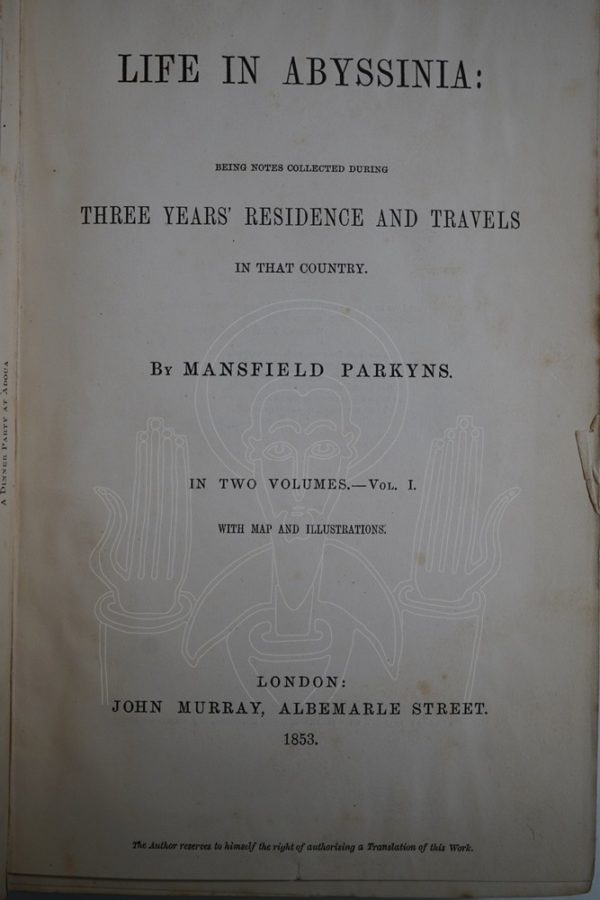 LIFE IN ABYSSINIA:
BEING NOTES COLLECTED DURING
THREE YEARS' RESIDENCE AND TRAVELS
IN THAT COUNTRY.
By MANSFIELD PARKYNS.
IN TWO VOLUMES.—Vol. I.
WITH MAP AND ILLUSTRATIONS.
LONDON:
JOHN MURRAY, ALBEMARLE STREET.
1853.
The Author reserves to himself the right of authorising a Translation of this Work.
A Dinner Party at Adoua